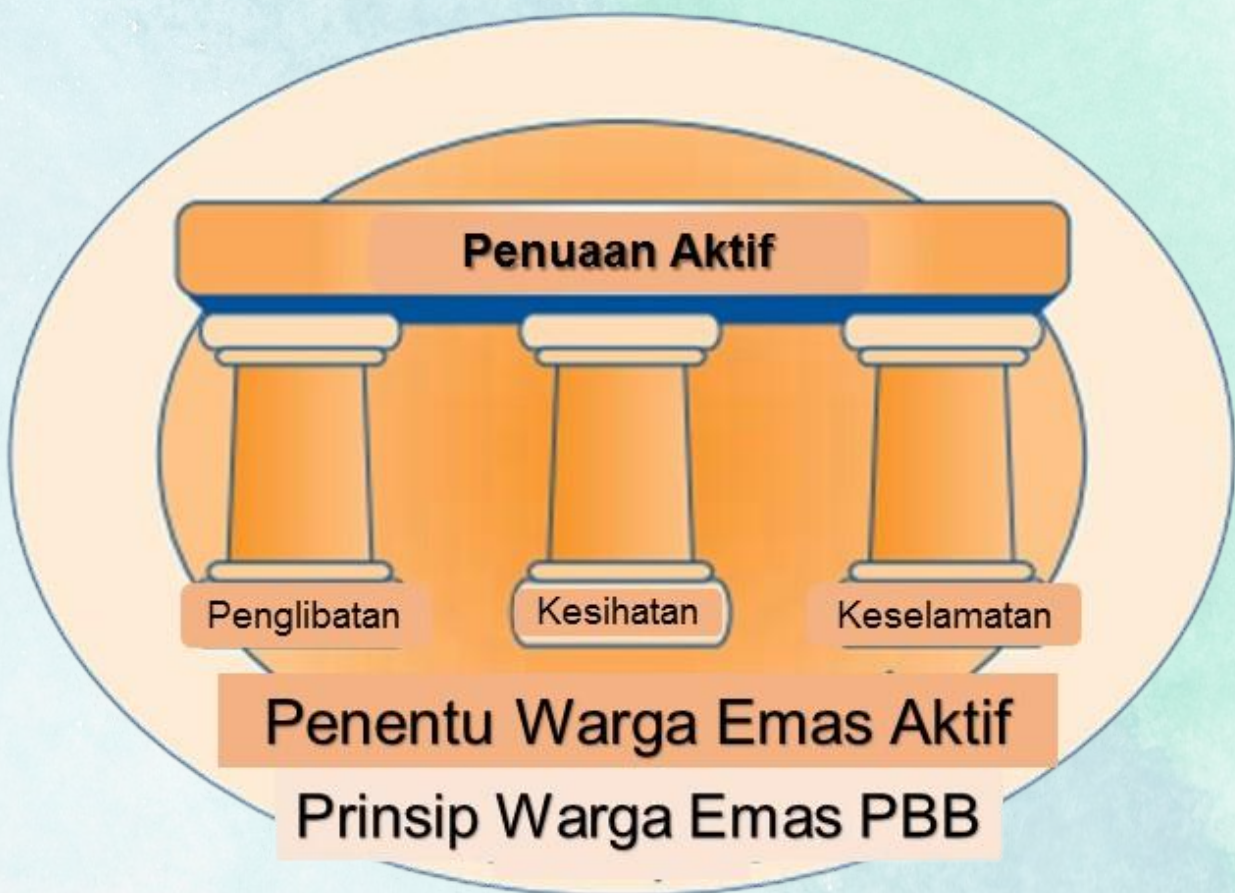 Penuaan Aktif
Penglibatan
Kesihatan
Keselamatan
Penentu Warga Emas Aktif
Prinsip Warga Emas PBB